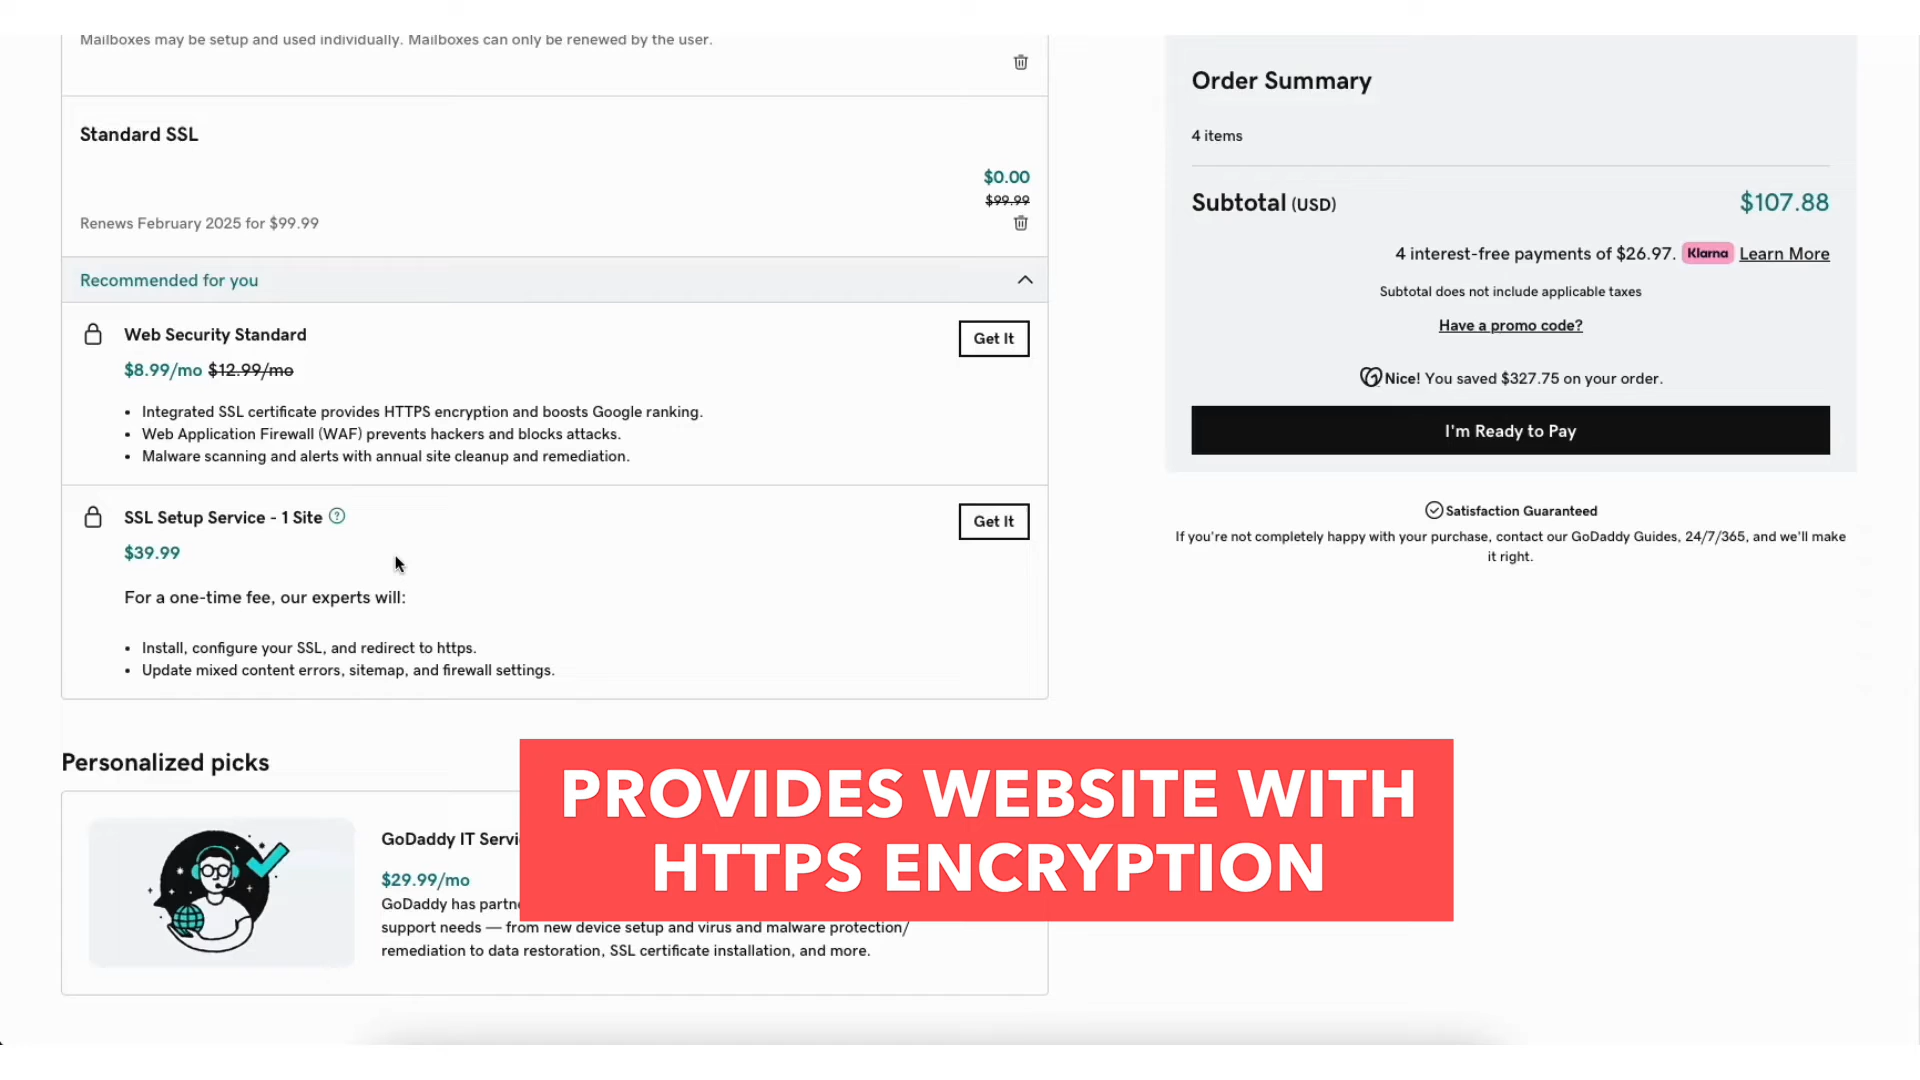 Mailboxes may be setup and used individually. Mailboxes can only be renewed by the user.
Standard SSL
$0.00
$99.99
Renews February 2025 for $99.99
Recommended for you
Web Security Standard
Get It
$8.99/mo $12.99/mo
• Integrated SSL certificate provides HTTPS encryption and boosts Google ranking.
• Web Application Firewall (WAF) prevents hackers and blocks attacks.
• Malware scanning and alerts with annual site cleanup and remediation.
SSL Setup Service - 1 Site ?
Get It
$39.99
For a one-time fee, our experts will:
• Install, configure your SSL, and redirect to https.
• Update mixed content errors, sitemap, and firewall settings.
Order Summary
4 items
Subtotal (USD) $107.88
4 interest-free payments of $26.97. Klarna Learn More
Subtotal does not include applicable taxes
Have a promo code?
Nice! You saved $327.75 on your order.
I'm Ready to Pay
Satisfaction Guaranteed
If you're not completely happy with your purchase, contact our GoDaddy Guides, 24/7/365, and we'll make
it right.
Personalized picks
GoDaddy IT
$29.99/mo
GoDaddy has
support needs — from new device setup and virus and malware protection/
remediation to data restoration, SSL certificate installation, and more.
PROVIDES WEBSITE WITH
HTTPS ENCRYPTION